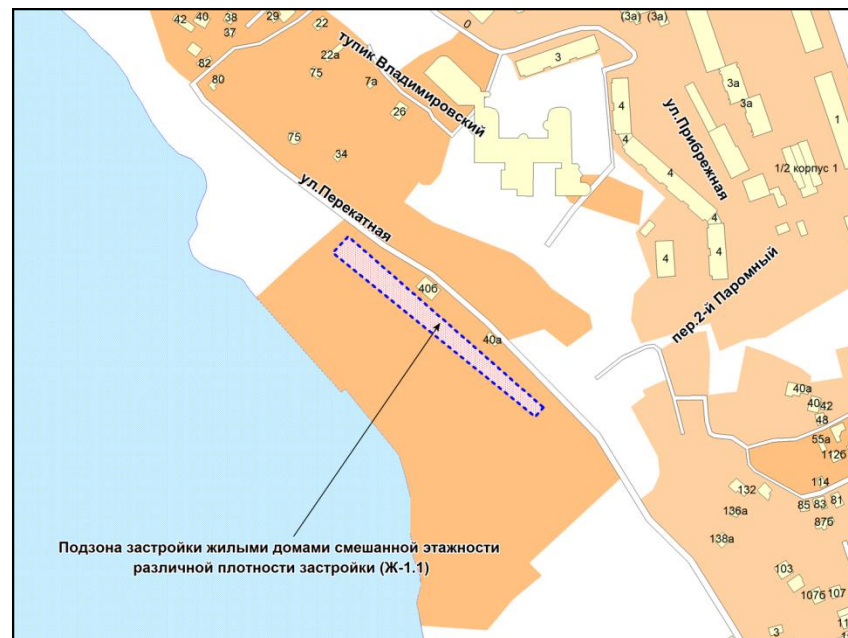 42
40
38
37
29
22
(3а)
(3а)
тупик Владимировский
22а
3
82
80
75
7а
26
3а
3а
4
4
1
ул.Прибрежная
75
34
4
1/2 корпус 1
ул.Перекатная
4
4
4
пер.2-й Паромный
40б
40а
40а
40
42
48
55а
112б
114
132
136а
85
83
81
87б
138а
103
107б
107
3
Подзона застройки жилыми домами смешанной этажности
различной плотности застройки (Ж-1.1)